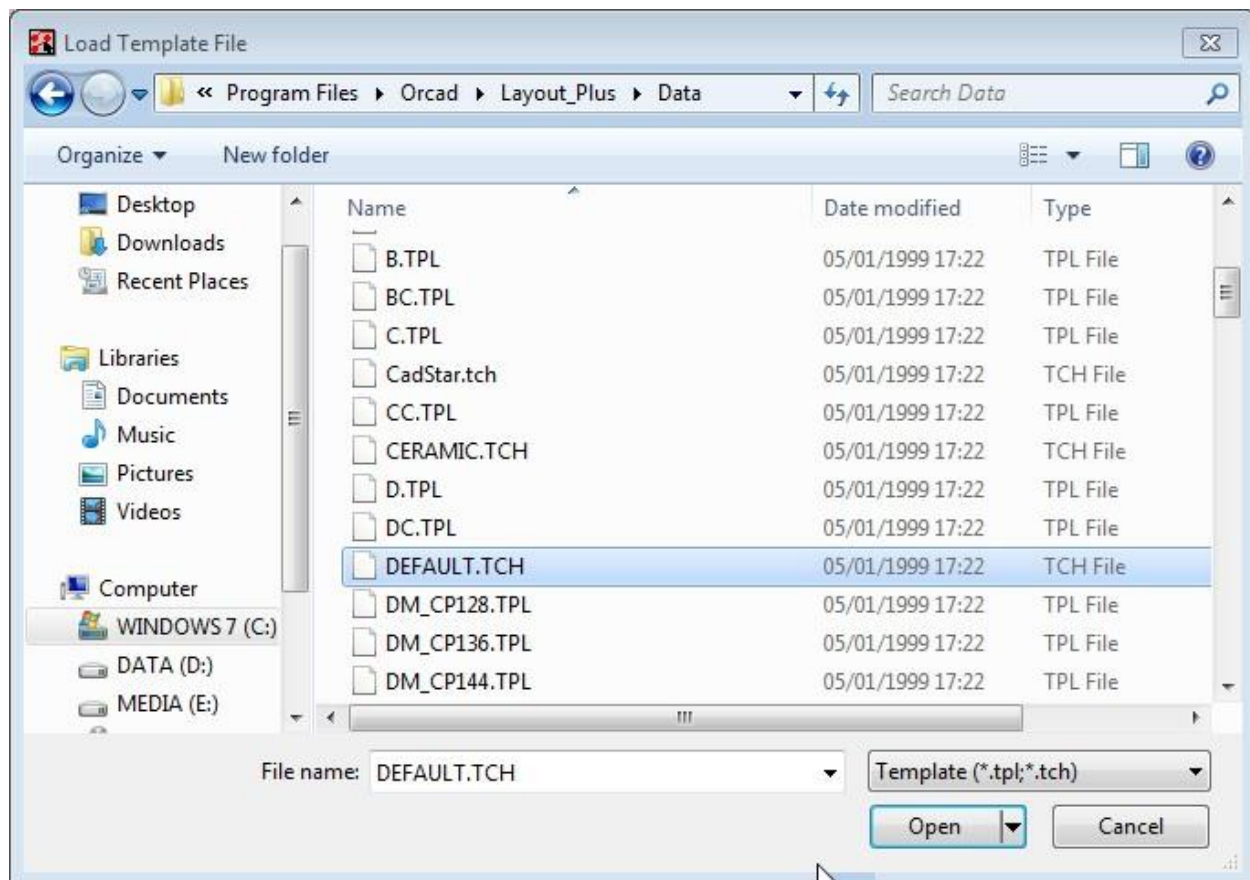 Load Template File
« Program Files Orcad Layout_Plus Data Search Data
Organize New folder
Desktop
Downloads
Recent Places
Libraries
Documents
Music
Pictures
Videos
Computer
WINDOWS 7 (C:)
DATA (D:)
MEDIA (E:)
Name Date modified Type
B.TPL 05/01/1999 17:22 TPL File
BC.TPL 05/01/1999 17:22 TPL File
C.TPL 05/01/1999 17:22 TPL File
CadStar.tch 05/01/1999 17:22 TCH File
CC.TPL 05/01/1999 17:22 TPL File
CERAMIC.TCH 05/01/1999 17:22 TCH File
D.TPL 05/01/1999 17:22 TPL File
DC.TPL 05/01/1999 17:22 TPL File
DEFAULT.TCH 05/01/1999 17:22 TCH File
DM_CP128.TPL 05/01/1999 17:22 TPL File
DM_CP136.TPL 05/01/1999 17:22 TPL File
DM_CP144.TPL 05/01/1999 17:22 TPL File
File name: DEFAULT.TCH Template (*.tpl;*.tch)
Open Cancel